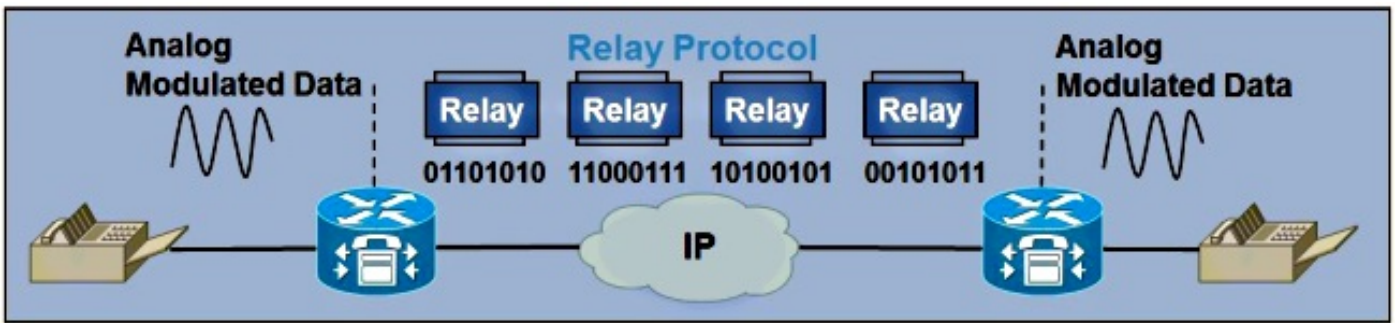 Analog
Modulated Data
Relay Protocol
Analog
Modulated Data
Relay Relay Relay Relay
01101010 11000111 10100101 00101011
IP